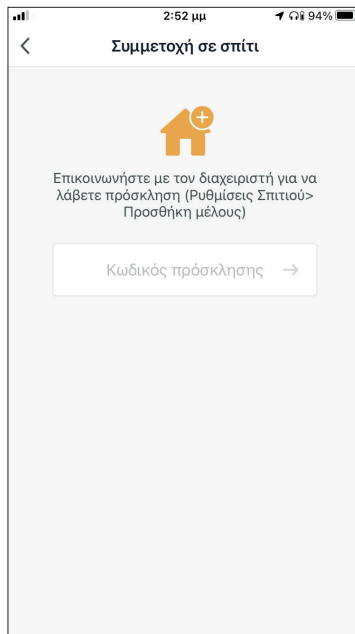 2:52 μμ
94%
Συμμετοχή σε σπίτι
Επικοινωνήστε με τον διαχειριστή για να
λάβετε πρόσκληση (Ρυθμίσεις Σπιτιού>
Προσθήκη μέλους)
Κωδικός πρόσκλησης